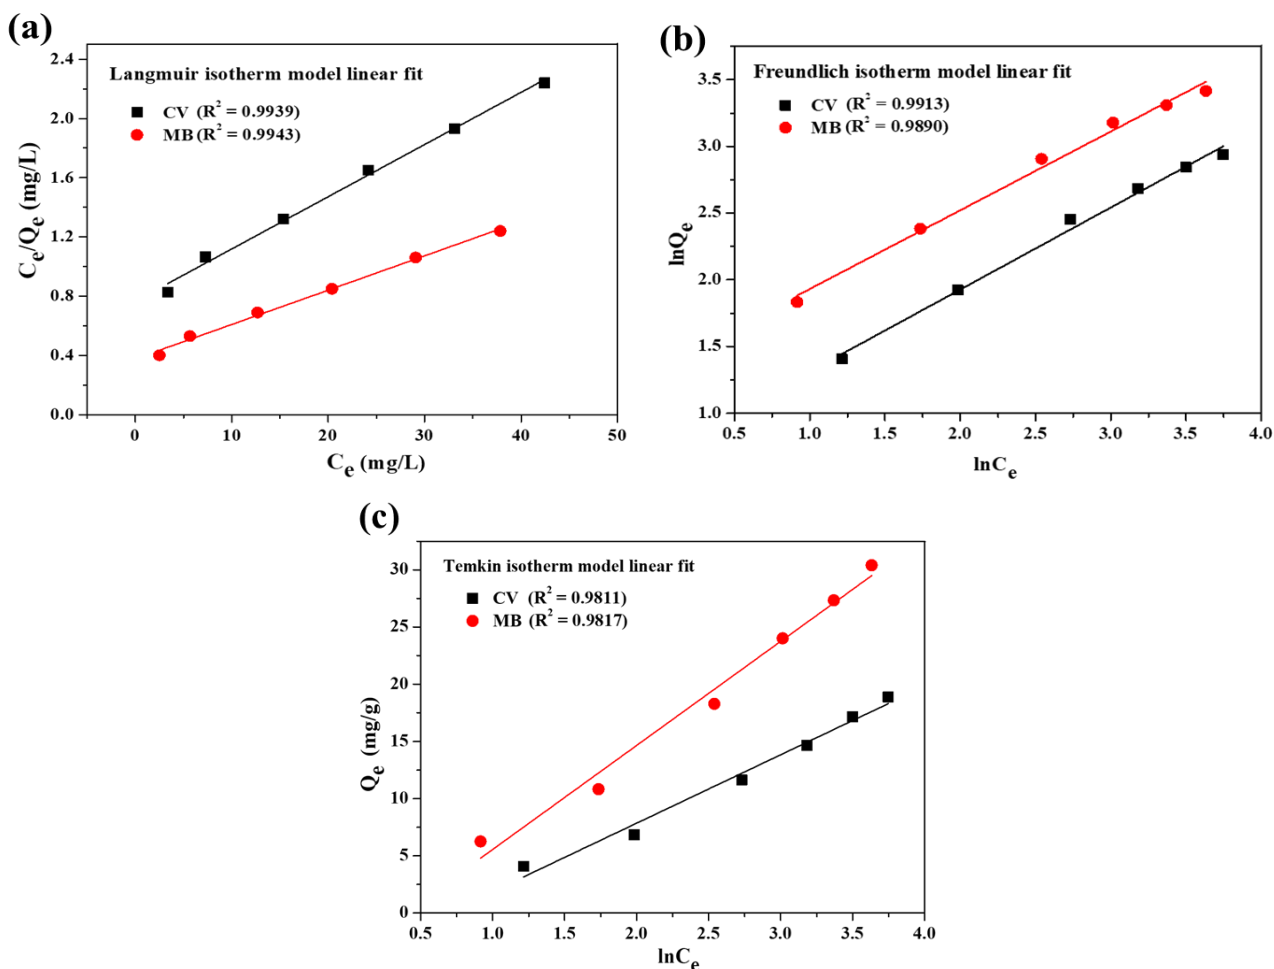 (a)
Langmuir isotherm model linear fit
CV (R² = 0.9939)
MB (R² = 0.9943)
2.4
2.0
1.6
1.2
0.8
0.4
0.0
Cₑ/Qₑ (mg/L)
0 10 20 30 40 50
Cₑ (mg/L)
(b)
Freundlich isotherm model linear fit
CV (R² = 0.9913)
MB (R² = 0.9890)
3.5
3.0
2.5
2.0
1.5
1.0
lnQₑ
0.5 1.0 1.5 2.0 2.5 3.0 3.5 4.0
lnCₑ
(c)
Temkin isotherm model linear fit
CV (R² = 0.9811)
MB (R² = 0.9817)
30
25
20
15
10
5
0
Qₑ (mg/g)
0.5 1.0 1.5 2.0 2.5 3.0 3.5 4.0
lnCₑ